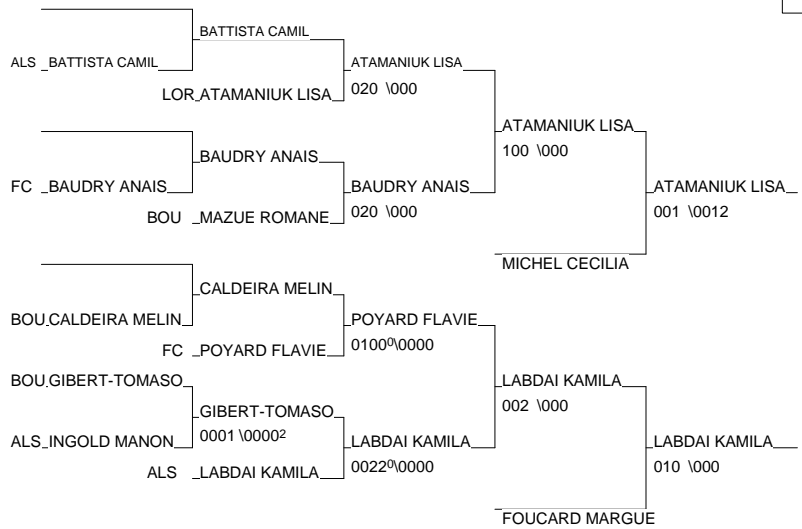 BATTISTA CAMIL
ALS BATTISTA CAMIL
ATAMANIUK LISA
020 \000
LOR ATAMANIUK LISA
ATAMANIUK LISA
100 \000
BAUDRY ANAIS
FC BAUDRY ANAIS
BAUDRY ANAIS
020 \000
ATAMANIUK LISA
001 \0012
BOU MAZUE ROMANE
MICHEL CECILIA
CALDEIRA MELIN
BOU CALDEIRA MELIN
POYARD FLAVIE
0100⁰\0000
FC POYARD FLAVIE
BOU GIBERT-TOMASO
LABDAI KAMILA
002 \000
GIBERT-TOMASO
0001 \0000²
ALS INGOLD MANON
LABDAI KAMILA
0022⁰\0000
LABDAI KAMILA
010 \000
ALS LABDAI KAMILA
FOUCARD MARGUE